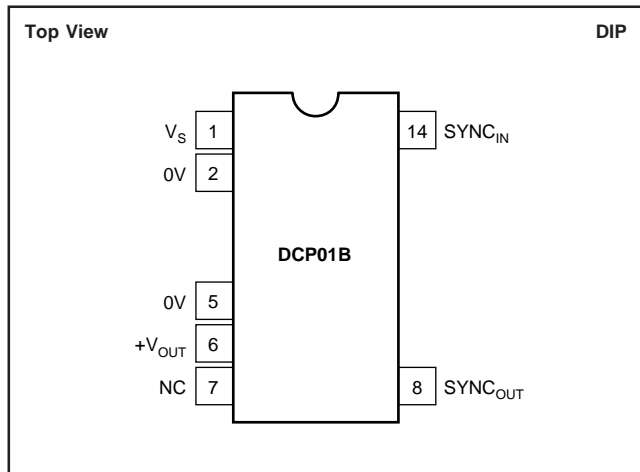 Top View DIP
V_S 1 14 SYNC_IN
0V 2
DCP01B
0V 5
+V_OUT 6
NC 7 8 SYNC_OUT